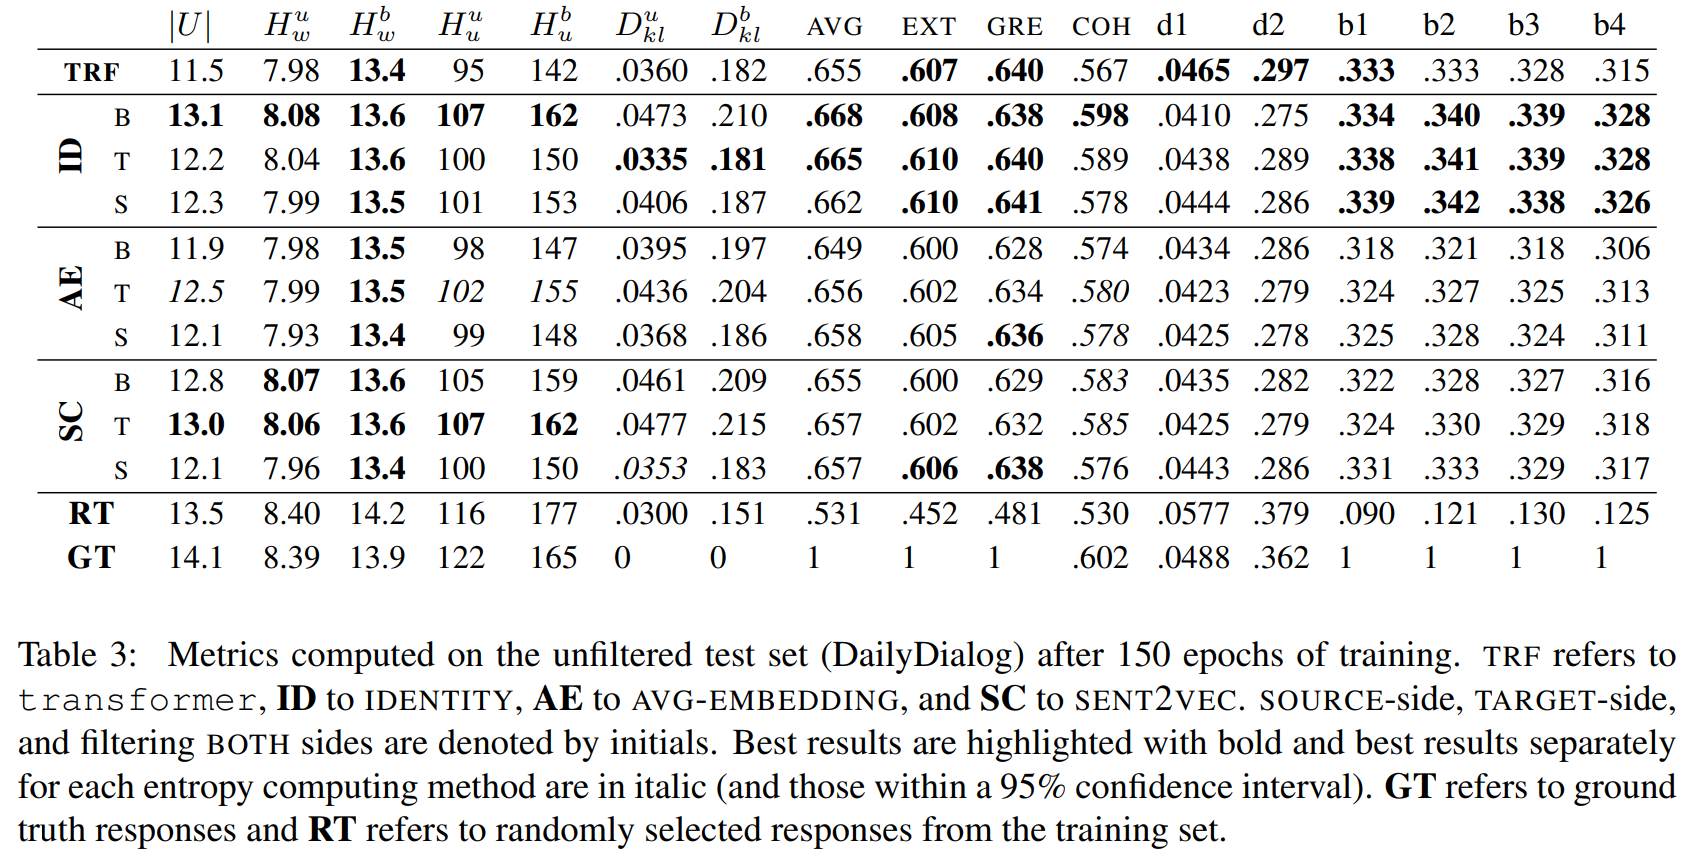 |U| H_w^u H_w^b H_u^u H_u^b D_kl^u D_kl^b AVG EXT GRE COH d1 d2 b1 b2 b3 b4
TRF 11.5 7.98 13.4 95 142 .0360 .182 .655 .607 .640 .567 .0465 .297 .333 .333 .328 .315
ID
B 13.1 8.08 13.6 107 162 .0473 .210 .668 .608 .638 .598 .0410 .275 .334 .340 .339 .328
T 12.2 8.04 13.6 100 150 .0335 .181 .665 .610 .640 .589 .0438 .289 .338 .341 .339 .328
S 12.3 7.99 13.5 101 153 .0406 .187 .662 .610 .641 .578 .0444 .286 .339 .342 .338 .326
AE
B 11.9 7.98 13.5 98 147 .0395 .197 .649 .600 .628 .574 .0434 .286 .318 .321 .318 .306
T 12.5 7.99 13.5 102 155 .0436 .204 .656 .602 .634 .580 .0423 .279 .324 .327 .325 .313
S 12.1 7.93 13.4 99 148 .0368 .186 .658 .605 .636 .578 .0425 .278 .325 .328 .324 .311
SC
B 12.8 8.07 13.6 105 159 .0461 .209 .655 .600 .629 .583 .0435 .282 .322 .328 .327 .316
T 13.0 8.06 13.6 107 162 .0477 .215 .657 .602 .632 .585 .0425 .279 .324 .330 .329 .318
S 12.1 7.96 13.4 100 150 .0353 .183 .657 .606 .638 .576 .0443 .286 .331 .333 .329 .317
RT 13.5 8.40 14.2 116 177 .0300 .151 .531 .452 .481 .530 .0577 .379 .090 .121 .130 .125
GT 14.1 8.39 13.9 122 165 0 0 1 1 1 .602 .0488 .362 1 1 1 1
Table 3: Metrics computed on the unfiltered test set (DailyDialog) after 150 epochs of training. TRF refers to
transformer, ID to IDENTITY, AE to AVG-EMBEDDING, and SC to SENT2VEC. SOURCE-side, TARGET-side,
and filtering BOTH sides are denoted by initials. Best results are highlighted with bold and best results separately
for each entropy computing method are in italic (and those within a 95% confidence interval). GT refers to ground
truth responses and RT refers to randomly selected responses from the training set.